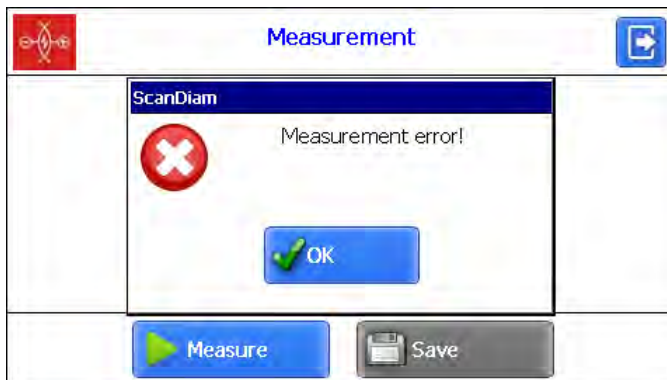 Measurement
ScanDiam
Measurement error!
OK
Measure
Save